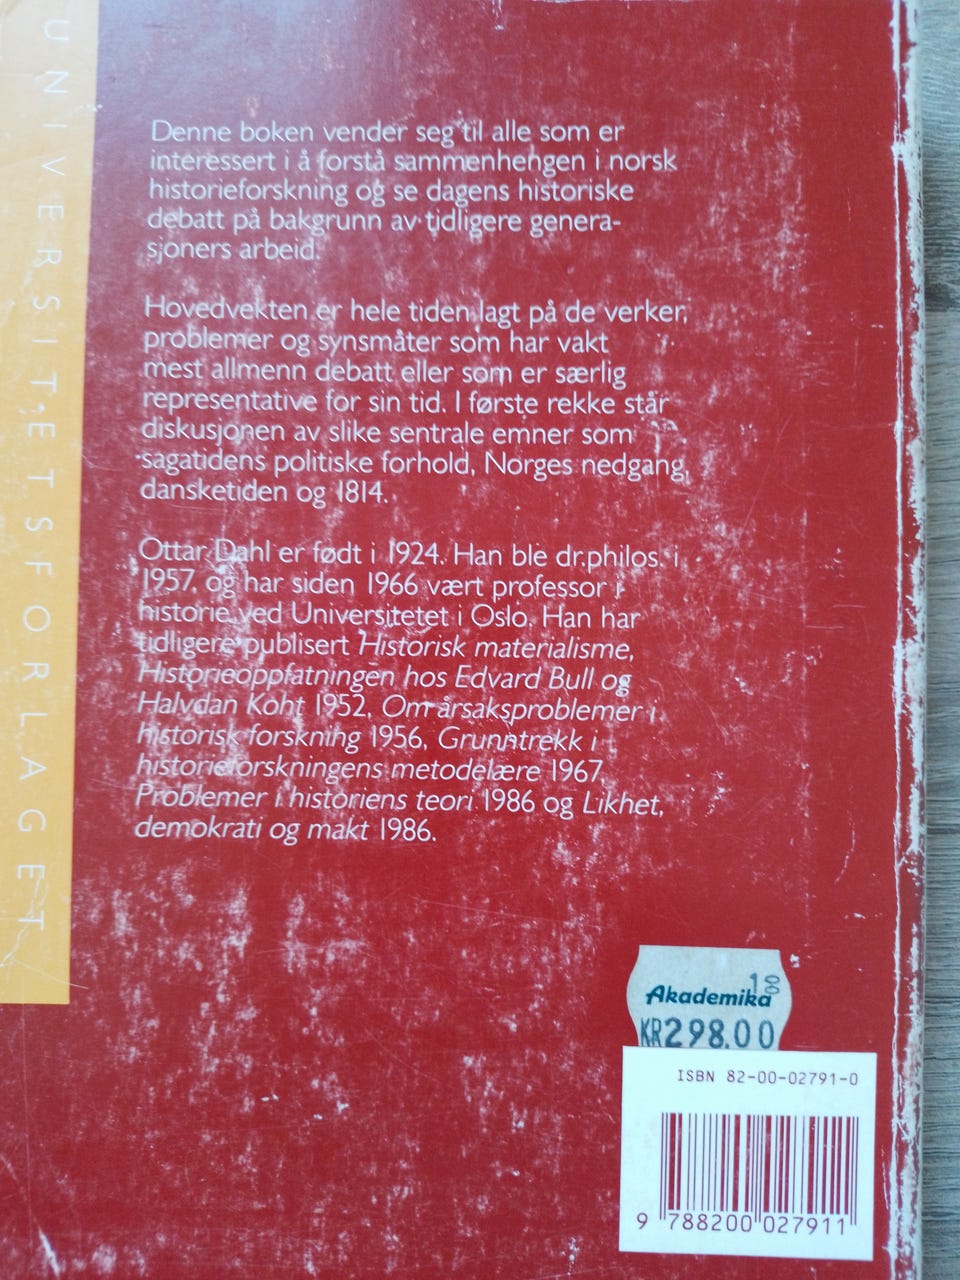 UNIVERSITETSFORLAGET
Denne boken vender seg til alle som er
interessert i å forstå sammenhengen i norsk
historieforskning og se dagens historiske
debatt på bakgrunn av tidligere genera-
sjoners arbeid.
Hovedvekten er hele tiden lagt på de verker,
problemer og synsmåter som har vakt
mest allmenn debatt eller som er særlig
representative for sin tid. I første rekke står
diskusjonen av slike sentrale emner som
sagatidens politiske forhold, Norges nedgang,
dansketiden og 1814.
Ottar Dahl er født i 1924. Han ble dr.philos. i
1957, og har siden 1966 vært professor i
historie ved Universitetet i Oslo. Han har
tidligere publisert Historisk materialisme,
Historieoppfatningen hos Edvard Bull og
Halvdan Koht 1952, Om årsaksproblemer i
historisk forskning 1956, Grunntrekk i
historieforskningens metodelære 1967,
Problemer i historiens teori 1986 og Likhet,
demokrati og makt 1986.
18
Akademika
KR298.00
ISBN 82-00-02791-0
9 788200 027911